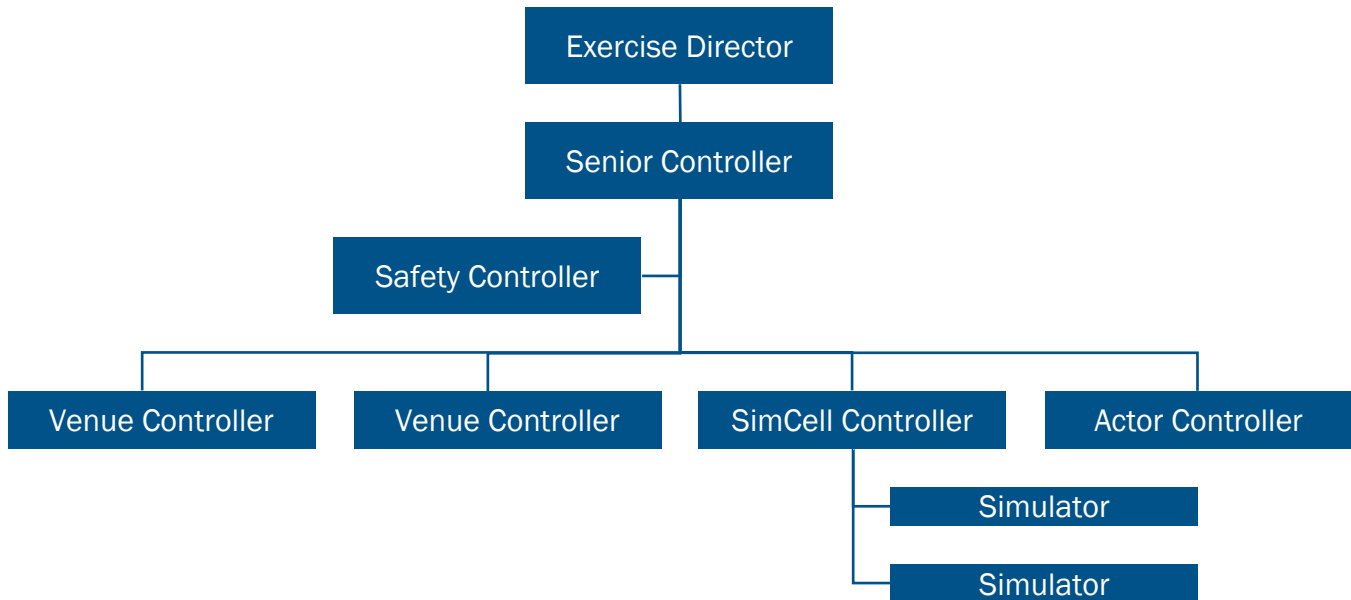 Exercise Director
Senior Controller
Safety Controller
Venue Controller
Venue Controller
SimCell Controller
Actor Controller
Simulator
Simulator